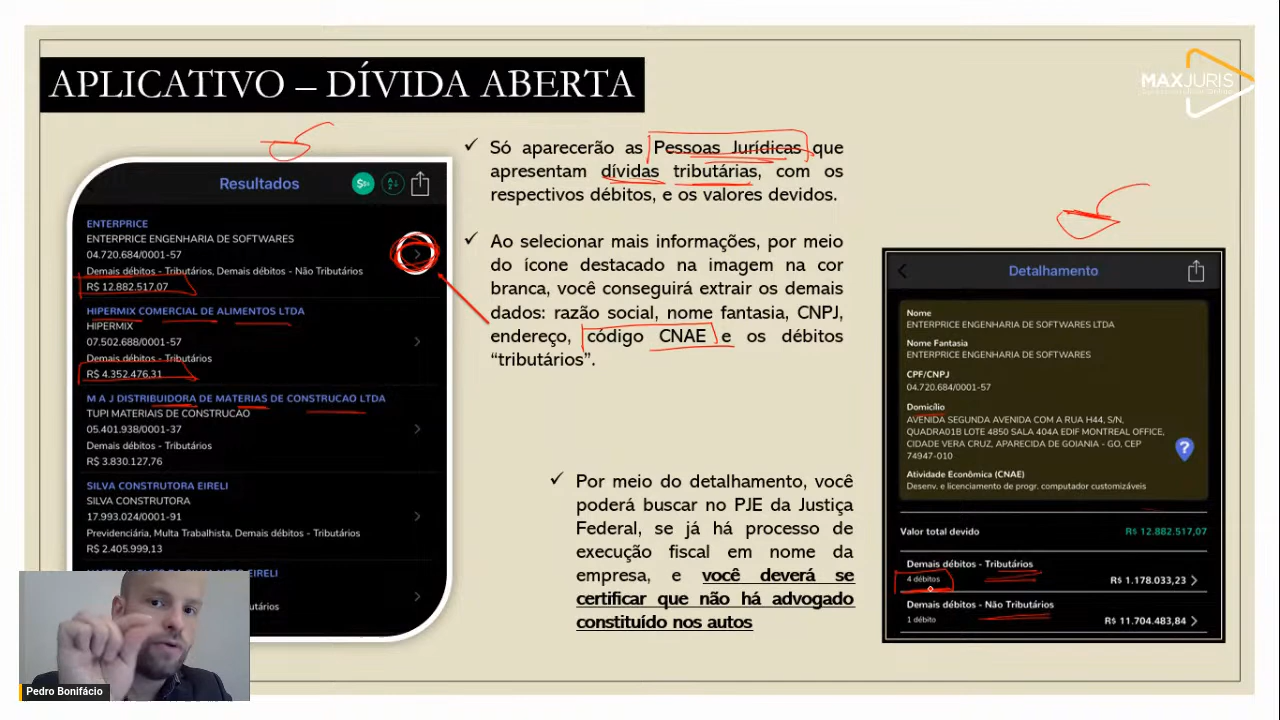 APLICATIVO – DÍVIDA ABERTA
MAXJURIS
✓ Só aparecerão as Pessoas Jurídicas que
apresentam dívidas tributárias, com os
respectivos débitos, e os valores devidos.
✓ Ao selecionar mais informações, por meio
do ícone destacado na imagem na cor
branca, você conseguirá extrair os demais
dados: razão social, nome fantasia, CNPJ,
endereço, código CNAE e os débitos
“tributários”.
✓ Por meio do detalhamento, você
poderá buscar no PJE da Justiça
Federal, se já há processo de
execução fiscal em nome da
empresa, e você deverá se
certificar que não há advogado
constituído nos autos
Resultados
ENTERPRICE
ENTERPRICE ENGENHARIA DE SOFTWARES
04.720.684/0001-57
Demais débitos - Tributários, Demais débitos - Não Tributários
R$ 12.882.517,07
HIPERMIX COMERCIAL DE ALIMENTOS LTDA
HIPERMIX
07.502.688/0001-57
Demais débitos - Tributários
R$ 4.352.476,31
M A J DISTRIBUIDORA DE MATERIAS DE CONSTRUCAO LTDA
TUPI MATERIAIS DE CONSTRUCAO
05.401.938/0001-37
Demais débitos - Tributários
R$ 3.830.127,76
SILVA CONSTRUTORA EIRELI
SILVA CONSTRUTORA
17.993.024/0001-91
Previdenciária, Multa Trabalhista, Demais débitos - Tributários
R$ 2.405.999,13
EIRELI
butários
Detalhamento
Nome
ENTERPRICE ENGENHARIA DE SOFTWARES LTDA
Nome Fantasia
ENTERPRICE ENGENHARIA DE SOFTWARES
CPF/CNPJ
04.720.684/0001-57
Domicílio
AVENIDA SEGUNDA AVENIDA COM A RUA H44, S/N,
QUADRA01B LOTE 4850 SALA 404A EDIF MONTREAL OFFICE,
CIDADE VERA CRUZ, APARECIDA DE GOIANIA - GO, CEP
74947-010
Atividade Econômica (CNAE)
Desenv. e licenciamento de progr. computador customizáveis
Valor total devido R$ 12.882.517,07
Demais débitos - Tributários
4 débitos R$ 1.178.033,23
Demais débitos - Não Tributários
1 débito R$ 11.704.483,84
Pedro Bonifácio